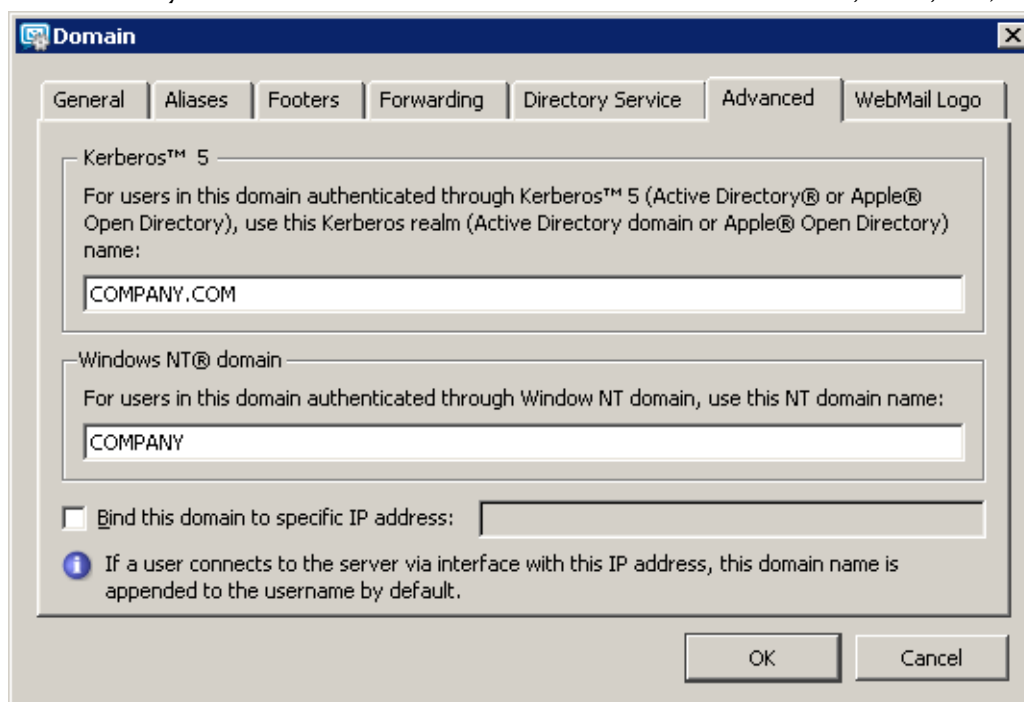 Domain
General Aliases Footers Forwarding Directory Service Advanced WebMail Logo
Kerberos™ 5
For users in this domain authenticated through Kerberos™ 5 (Active Directory® or Apple®
Open Directory), use this Kerberos realm (Active Directory domain or Apple® Open Directory)
name:
COMPANY.COM
Windows NT® domain
For users in this domain authenticated through Window NT domain, use this NT domain name:
COMPANY
Bind this domain to specific IP address:
If a user connects to the server via interface with this IP address, this domain name is
appended to the username by default.
OK Cancel